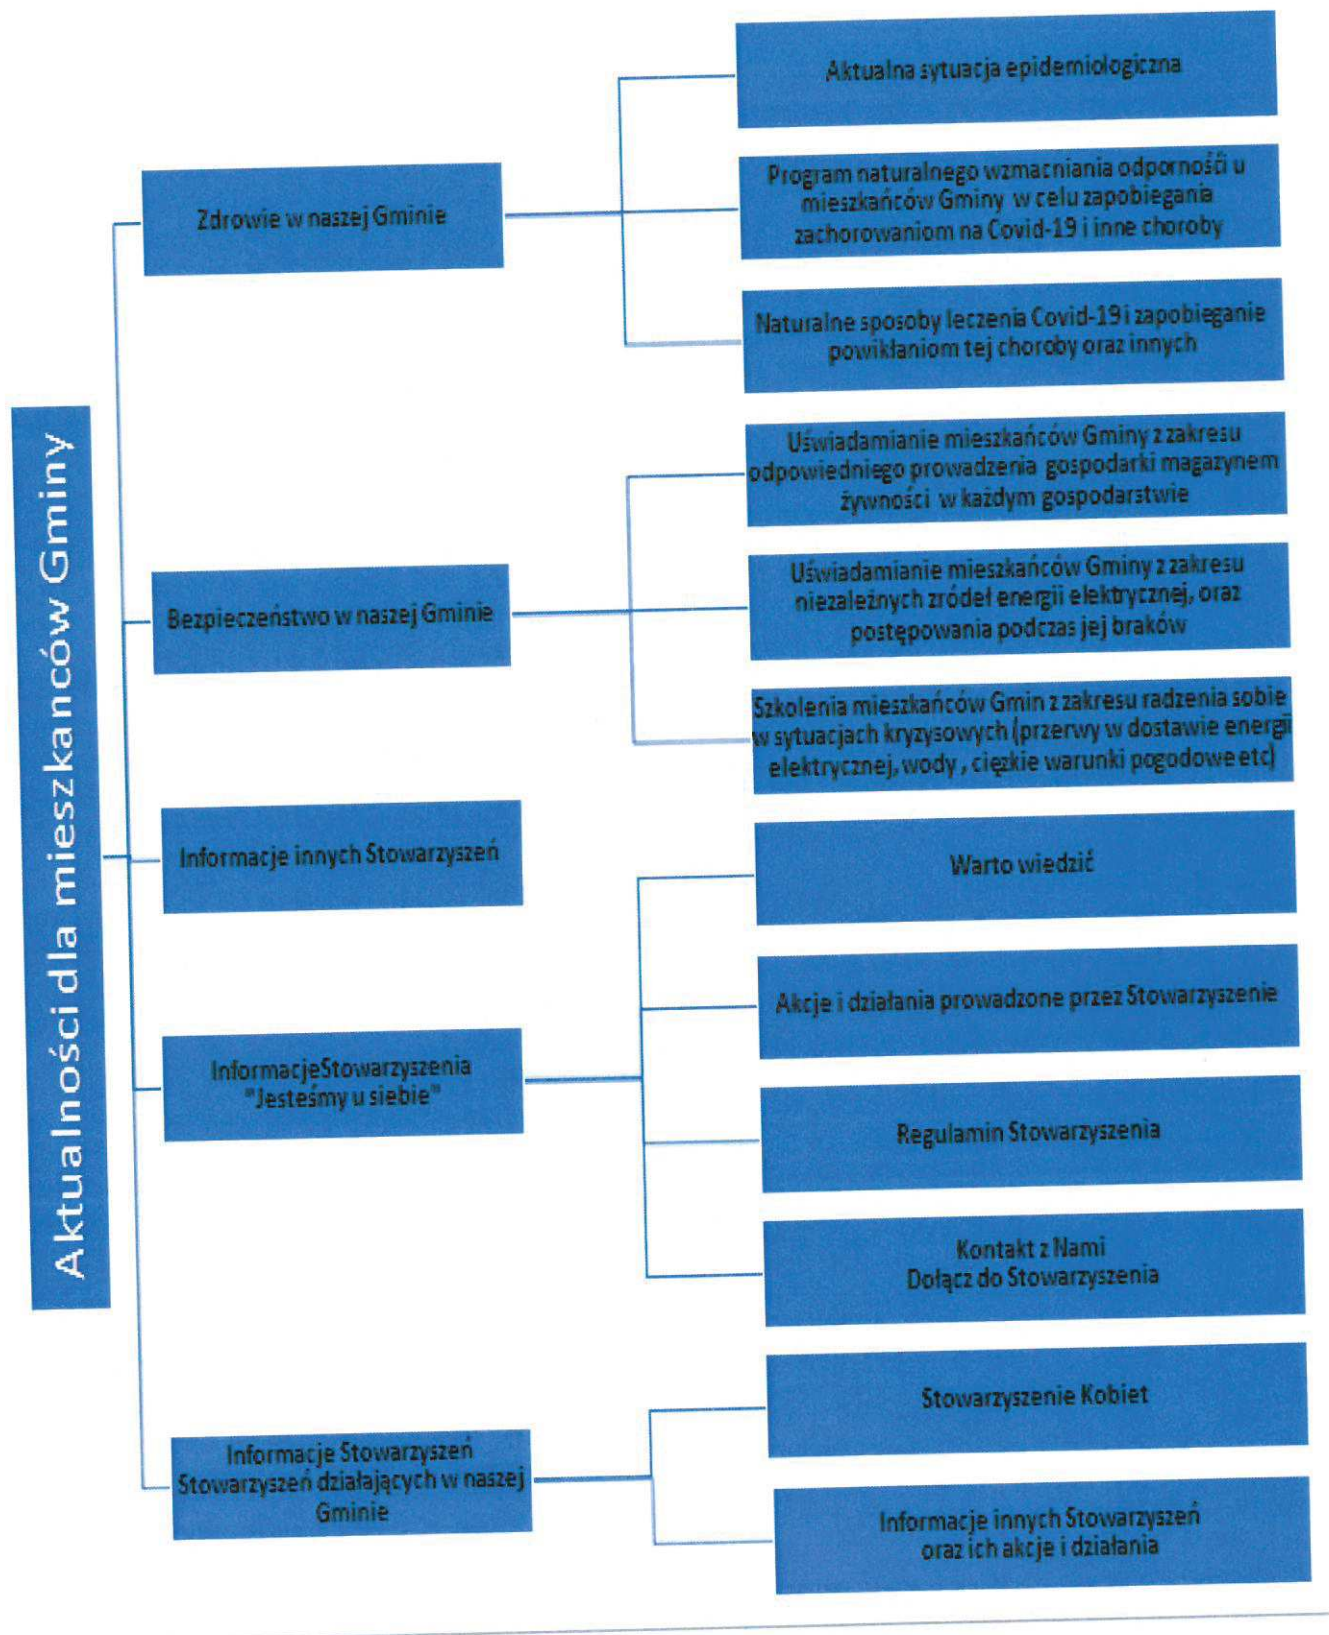 Aktualności dla mieszkanców Gminy
Zdrowie w naszej Gminie
Aktualna sytuacja epidemiologiczna
Program naturalnego wzmacniania odpornośći u
mieszkańców Gminy w celu zapobiegania
zachorowaniom na Covid-19 i inne choroby
Naturalne sposoby leczenia Covid-19 i zapobieganie
powikłaniom tej choroby oraz innych
Bezpieczeństwo w naszej Gminie
Uświadamianie mieszkańców Gminy z zakresu
odpowiedniego prowadzenia gospodarki magazynem
żywności w każdym gospodarstwie
Uświadamianie mieszkańców Gminy z zakresu
niezależnych zródeł energii elektrycznej, oraz
postępowania podczas jej braków
Szkolenia mieszkańców Gmin z zakresu radzenia sobie
w sytuacjach kryzysowych (przerwy w dostawie energii
elektrycznej, wody , cięzkie warunki pogodowe etc)
Informacje innych Stowarzyszeń
InformacjeStowarzyszenia
"Jesteśmy u siebie"
Warto wiedzić
Akcje i działania prowadzone przez Stowarzyszenie
Regulamin Stowarzyszenia
Kontakt z Nami
Dołącz do Stowarzyszenia
Informacje Stowarzyszeń
Stowarzyszeń działających w naszej
Gminie
Stowarzyszenie Kobiet
Informacje innych Stowarzyszeń
oraz ich akcje i działania